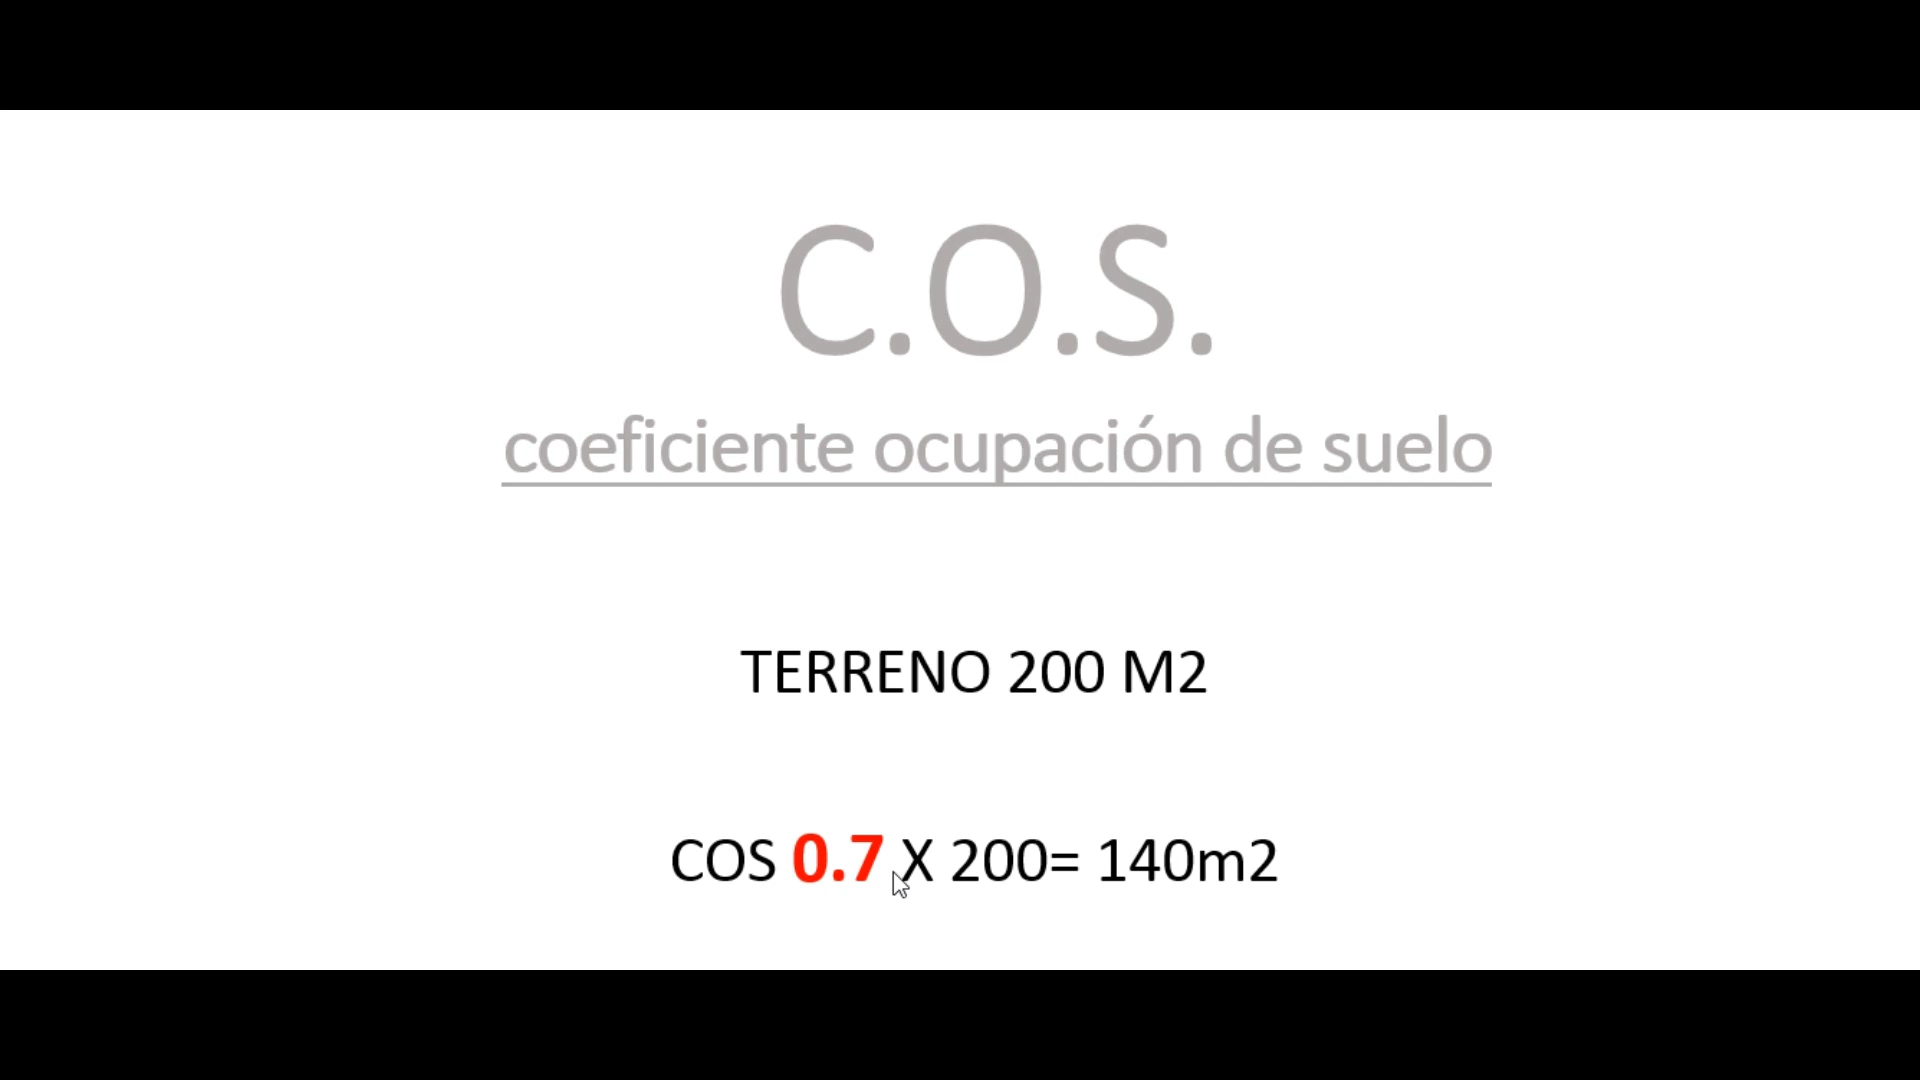 C.O.S.
coeficiente ocupación de suelo
TERRENO 200 M2
COS 0.7 X 200= 140m2